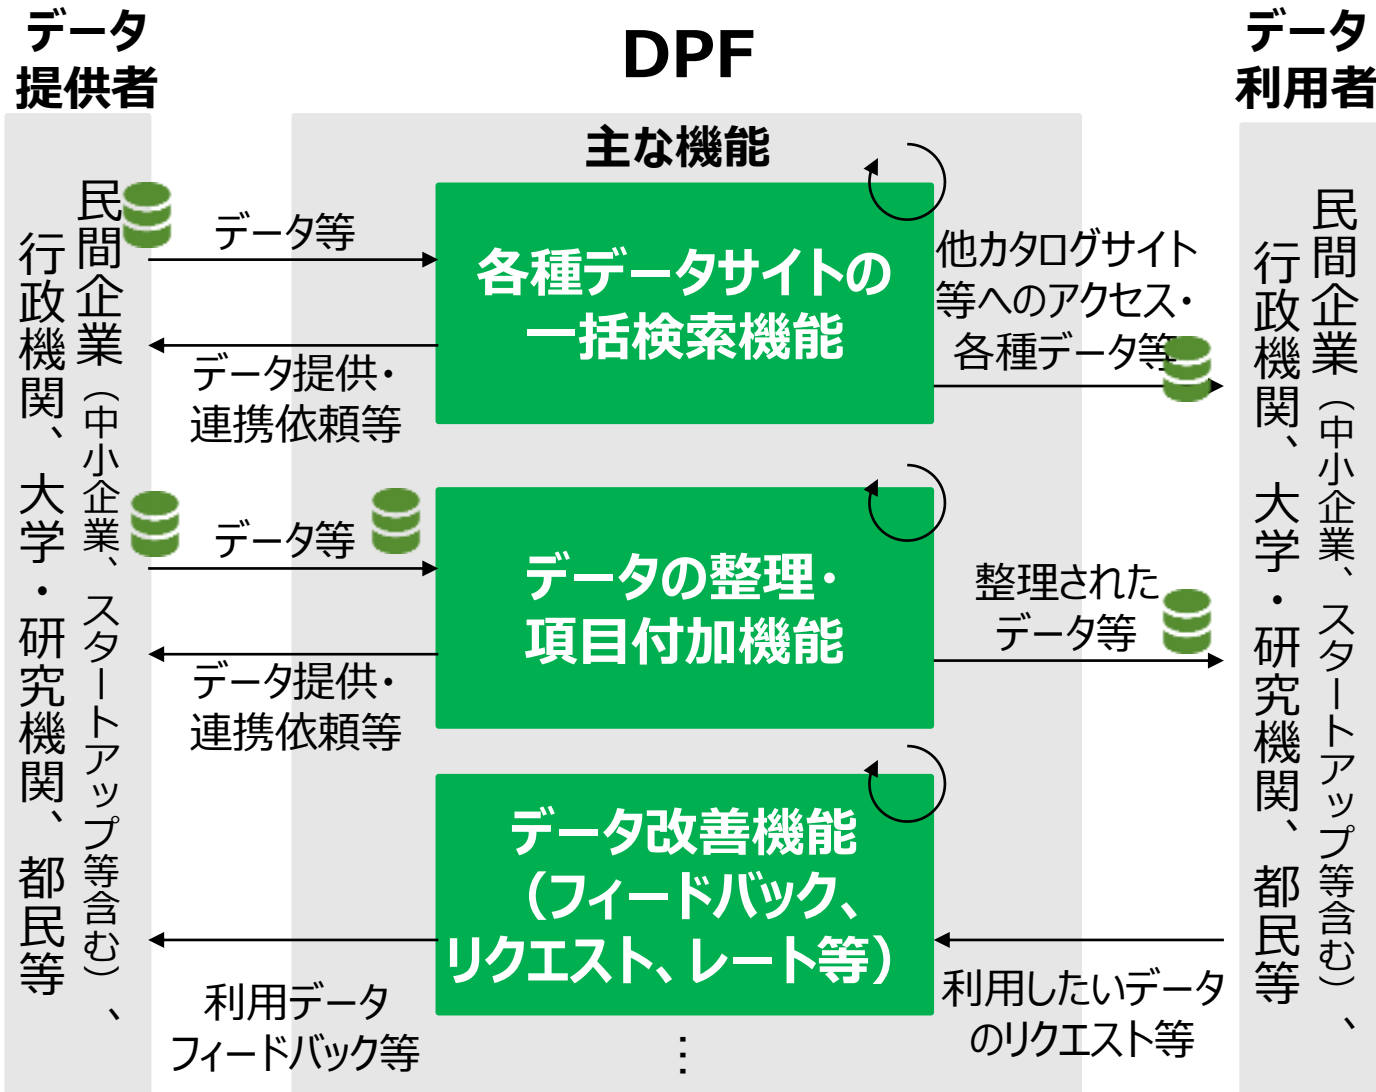 データ
提供者
DPF
データ
利用者
主な機能
民間企業（中小企業、スタートアップ等含む）、
行政機関、大学・研究機関、都民等
データ等
データ提供・
連携依頼等
各種データサイトの
一括検索機能
他カタログサイト
等へのアクセス・
各種データ等
データ等
データ提供・
連携依頼等
データの整理・
項目付加機能
整理された
データ等
データ改善機能
（フィードバック、
リクエスト、レート等）
利用データ
フィードバック等
利用したいデータ
のリクエスト等
…
民間企業（中小企業、スタートアップ等含む）、
行政機関、大学・研究機関、都民等